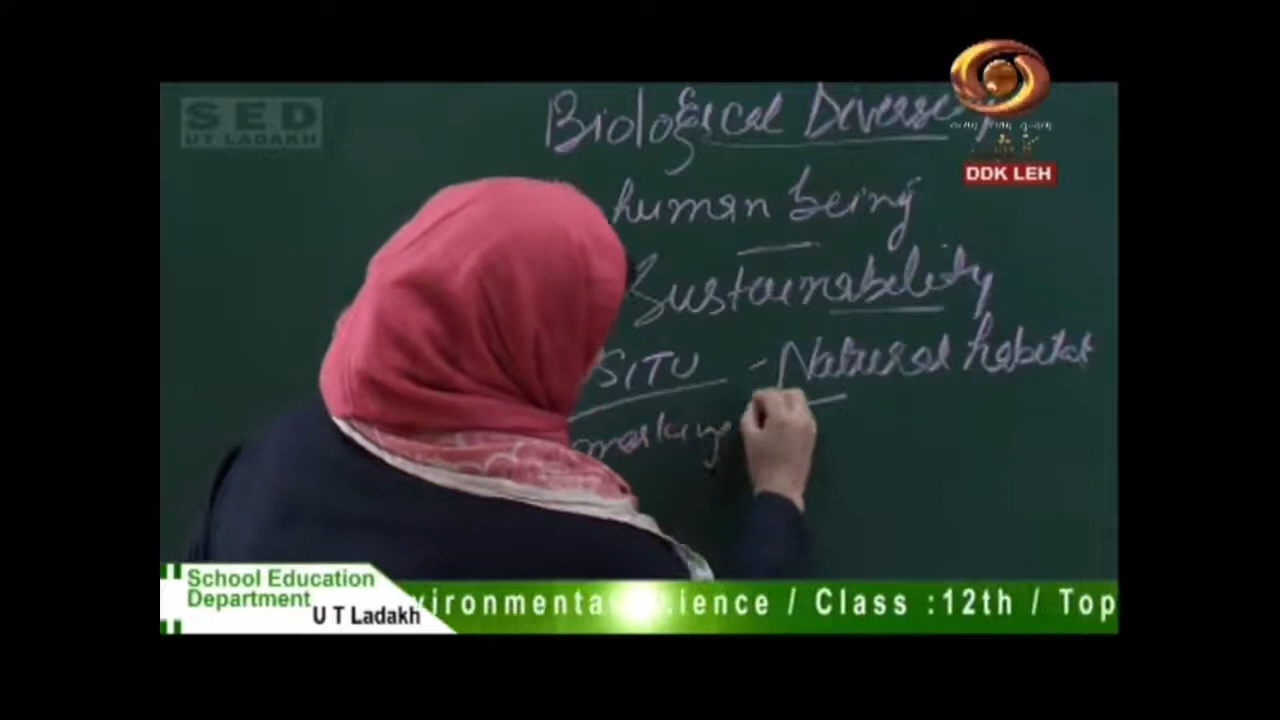 SED
UT LADAKH
Biological Diverse
human being
Sustainability
SITU - Natural habitat
DDK LEH
School Education
Department
U T Ladakh
vironmenta ience / Class :12th / Top